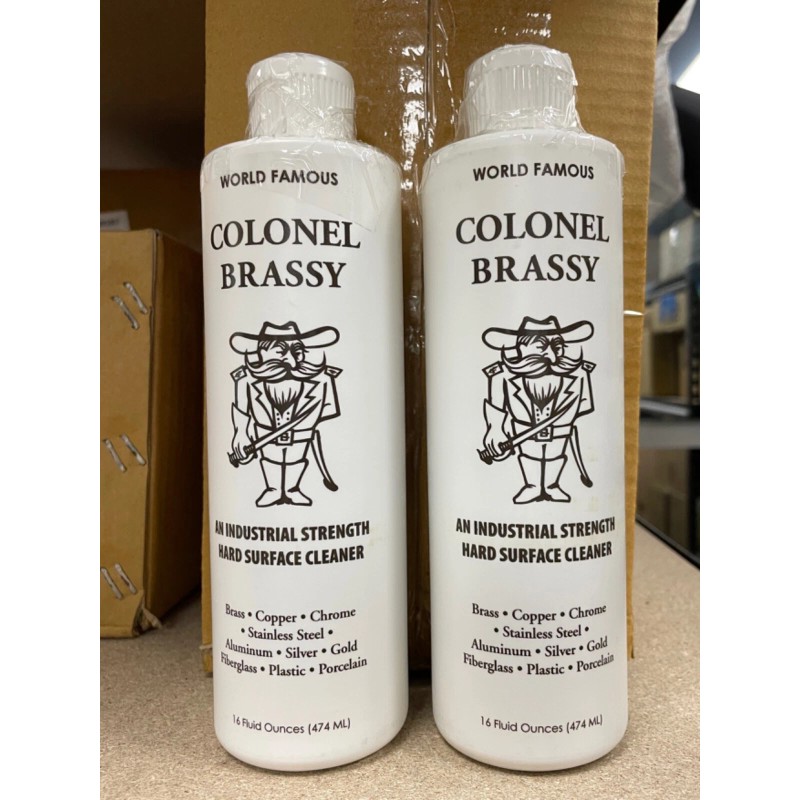 WORLD FAMOUS
COLONEL
BRASSY
AN INDUSTRIAL STRENGTH
HARD SURFACE CLEANER
Brass • Copper • Chrome
• Stainless Steel •
Aluminum • Silver • Gold
Fiberglass • Plastic • Porcelain
16 Fluid Ounces (474 ML)
WORLD FAMOUS
COLONEL
BRASSY
AN INDUSTRIAL STRENGTH
HARD SURFACE CLEANER
Brass • Copper • Chrome
• Stainless Steel •
Aluminum • Silver • Gold
Fiberglass • Plastic • Porcelain
16 Fluid Ounces (474 ML)